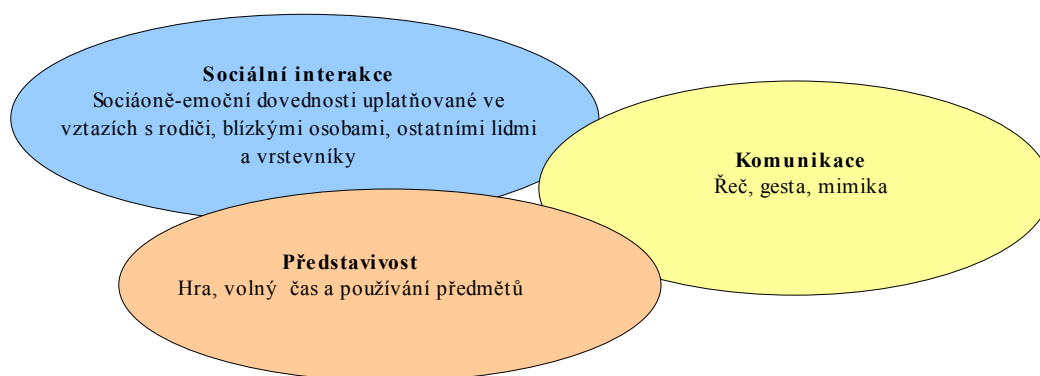 Sociální interakce
Sociáoně-emoční dovednosti uplatňované ve
vztazích s rodiči, blízkými osobami, ostatními lidmi
a vrstevníky
Komunikace
Řeč, gesta, mimika
Představivost
Hra, volný čas a používání předmětů